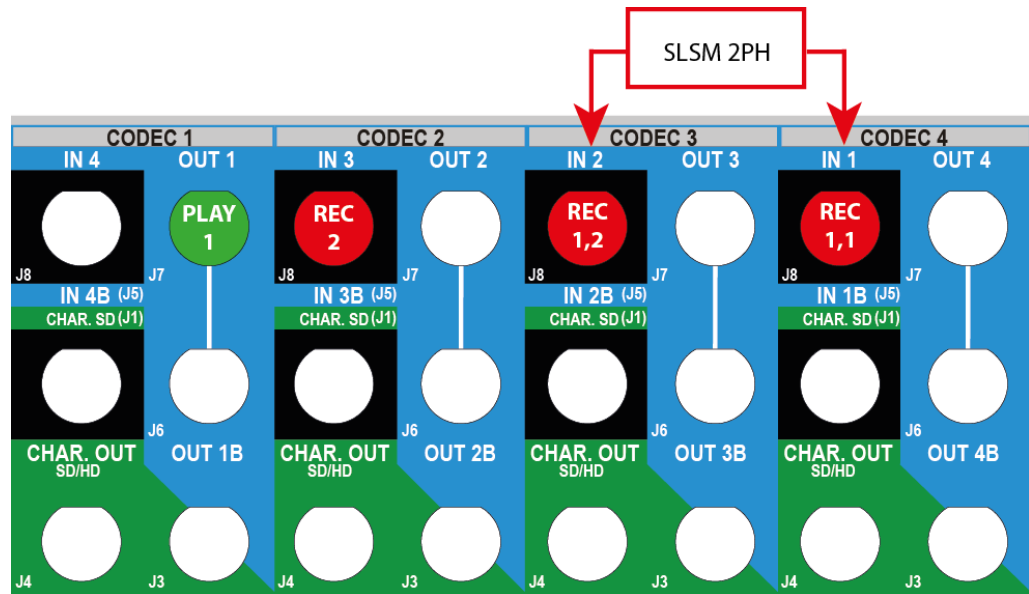 SLSM 2PH
CODEC 1 CODEC 2 CODEC 3 CODEC 4
IN 4 OUT 1 IN 3 OUT 2 IN 2 OUT 3 IN 1 OUT 4
PLAY 1 REC 2 REC 1,2 REC 1,1
J8 J7 J8 J7 J8 J7 J8 J7
IN 4B (J5) IN 3B (J5) IN 2B (J5) IN 1B (J5)
CHAR. SD (J1) CHAR. SD (J1) CHAR. SD (J1) CHAR. SD (J1)
J6 J6 J6 J6
CHAR. OUT OUT 1B CHAR. OUT OUT 2B CHAR. OUT OUT 3B CHAR. OUT OUT 4B
SD/HD SD/HD SD/HD SD/HD
J4 J3 J4 J3 J4 J3 J4 J3